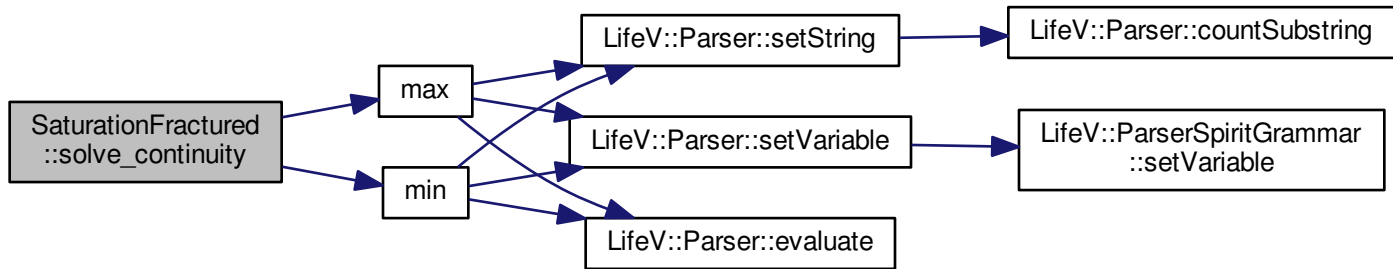 SaturationFractured
::solve_continuity
max
min
LifeV::Parser::setString
LifeV::Parser::setVariable
LifeV::Parser::evaluate
LifeV::Parser::countSubstring
LifeV::ParserSpiritGrammar
::setVariable